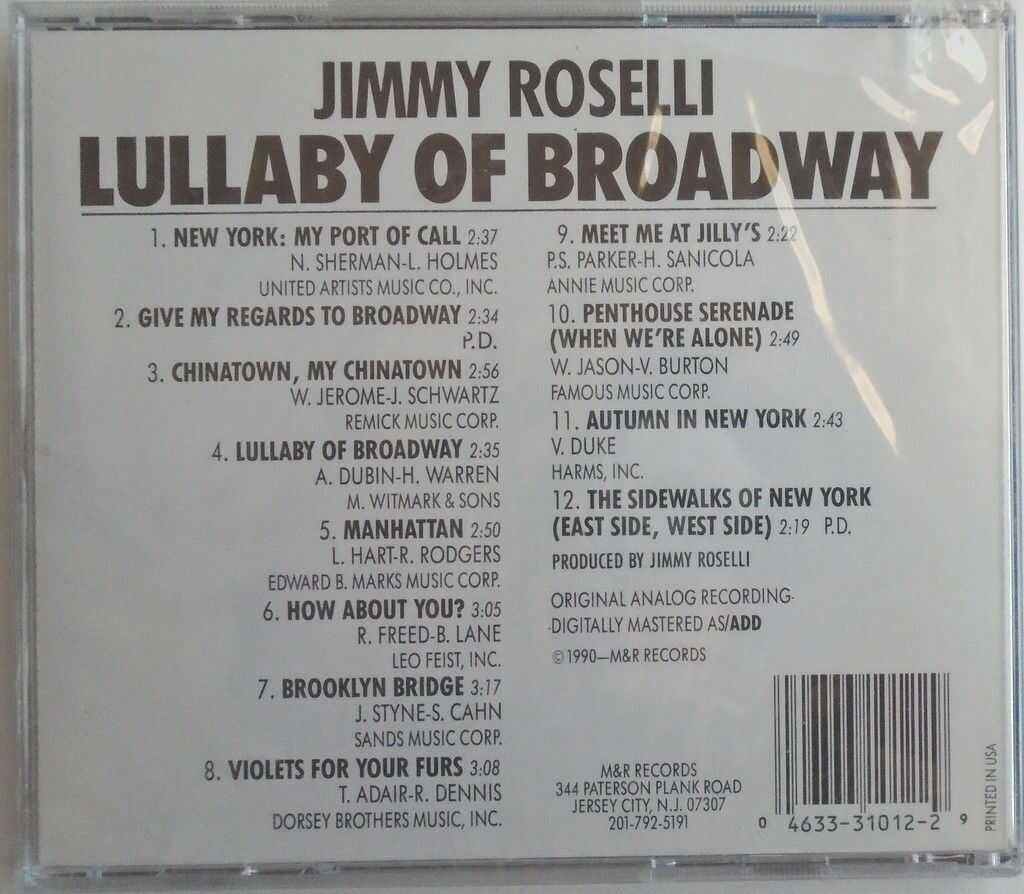 JIMMY ROSELLI
LULLABY OF BROADWAY
1. NEW YORK: MY PORT OF CALL 2:37
N. SHERMAN-L. HOLMES
UNITED ARTISTS MUSIC CO., INC.
2. GIVE MY REGARDS TO BROADWAY 2:34
P.D.
3. CHINATOWN, MY CHINATOWN 2:56
W. JEROME-J. SCHWARTZ
REMICK MUSIC CORP.
4. LULLABY OF BROADWAY 2:35
A. DUBIN-H. WARREN
M. WITMARK & SONS
5. MANHATTAN 2:50
L. HART-R. RODGERS
EDWARD B. MARKS MUSIC CORP.
6. HOW ABOUT YOU? 3:05
R. FREED-B. LANE
LEO FEIST, INC.
7. BROOKLYN BRIDGE 3:17
J. STYNE-S. CAHN
SANDS MUSIC CORP.
8. VIOLETS FOR YOUR FURS 3:08
T. ADAIR-R. DENNIS
DORSEY BROTHERS MUSIC, INC.
9. MEET ME AT JILLY'S 2:22
P.S. PARKER-H. SANICOLA
ANNIE MUSIC CORP.
10. PENTHOUSE SERENADE
(WHEN WE'RE ALONE) 2:49
W. JASON-V. BURTON
FAMOUS MUSIC CORP.
11. AUTUMN IN NEW YORK 2:43
V. DUKE
HARMS, INC.
12. THE SIDEWALKS OF NEW YORK
(EAST SIDE, WEST SIDE) 2:19 P.D.
PRODUCED BY JIMMY ROSELLI
ORIGINAL ANALOG RECORDING-
DIGITALLY MASTERED AS/ADD
©1990—M&R RECORDS
M&R RECORDS
344 PATERSON PLANK ROAD
JERSEY CITY, N.J. 07307
201-792-5191
0 4633-31012-2 9
PRINTED IN USA